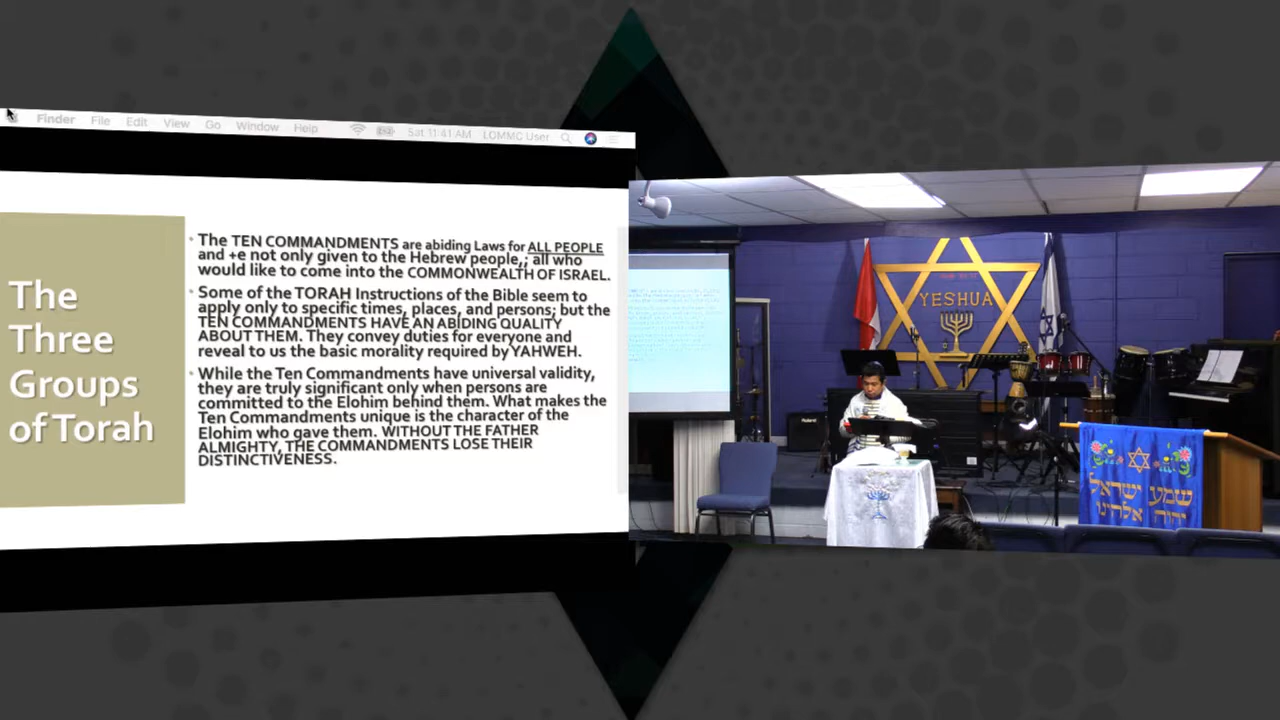 Finder File Edit View Go Window Help Sat 11:41 AM LOMMC User
The
Three
Groups
of Torah
The TEN COMMANDMENTS are abiding Laws for ALL PEOPLE
and +e not only given to the Hebrew people,; all who
would like to come into the COMMONWEALTH OF ISRAEL.
Some of the TORAH Instructions of the Bible seem to
apply only to specific times, places, and persons; but the
TEN COMMANDMENTS HAVE AN ABIDING QUALITY
ABOUT THEM. They convey duties for everyone and
reveal to us the basic morality required by YAHWEH.
While the Ten Commandments have universal validity,
they are truly significant only when persons are
committed to the Elohim behind them. What makes the
Ten Commandments unique is the character of the
Elohim who gave them. WITHOUT THE FATHER
ALMIGHTY, THE COMMANDMENTS LOSE THEIR
DISTINCTIVENESS.
YESHUA
שמע ישראל
יהוה אלהינו